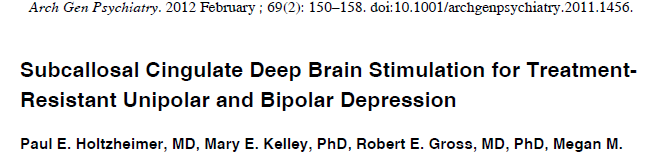 Arch Gen Psychiatry. 2012 February ; 69(2): 150–158. doi:10.1001/archgenpsychiatry.2011.1456.
Subcallosal Cingulate Deep Brain Stimulation for Treatment-
Resistant Unipolar and Bipolar Depression
Paul E. Holtzheimer, MD, Mary E. Kelley, PhD, Robert E. Gross, MD, PhD, Megan M.